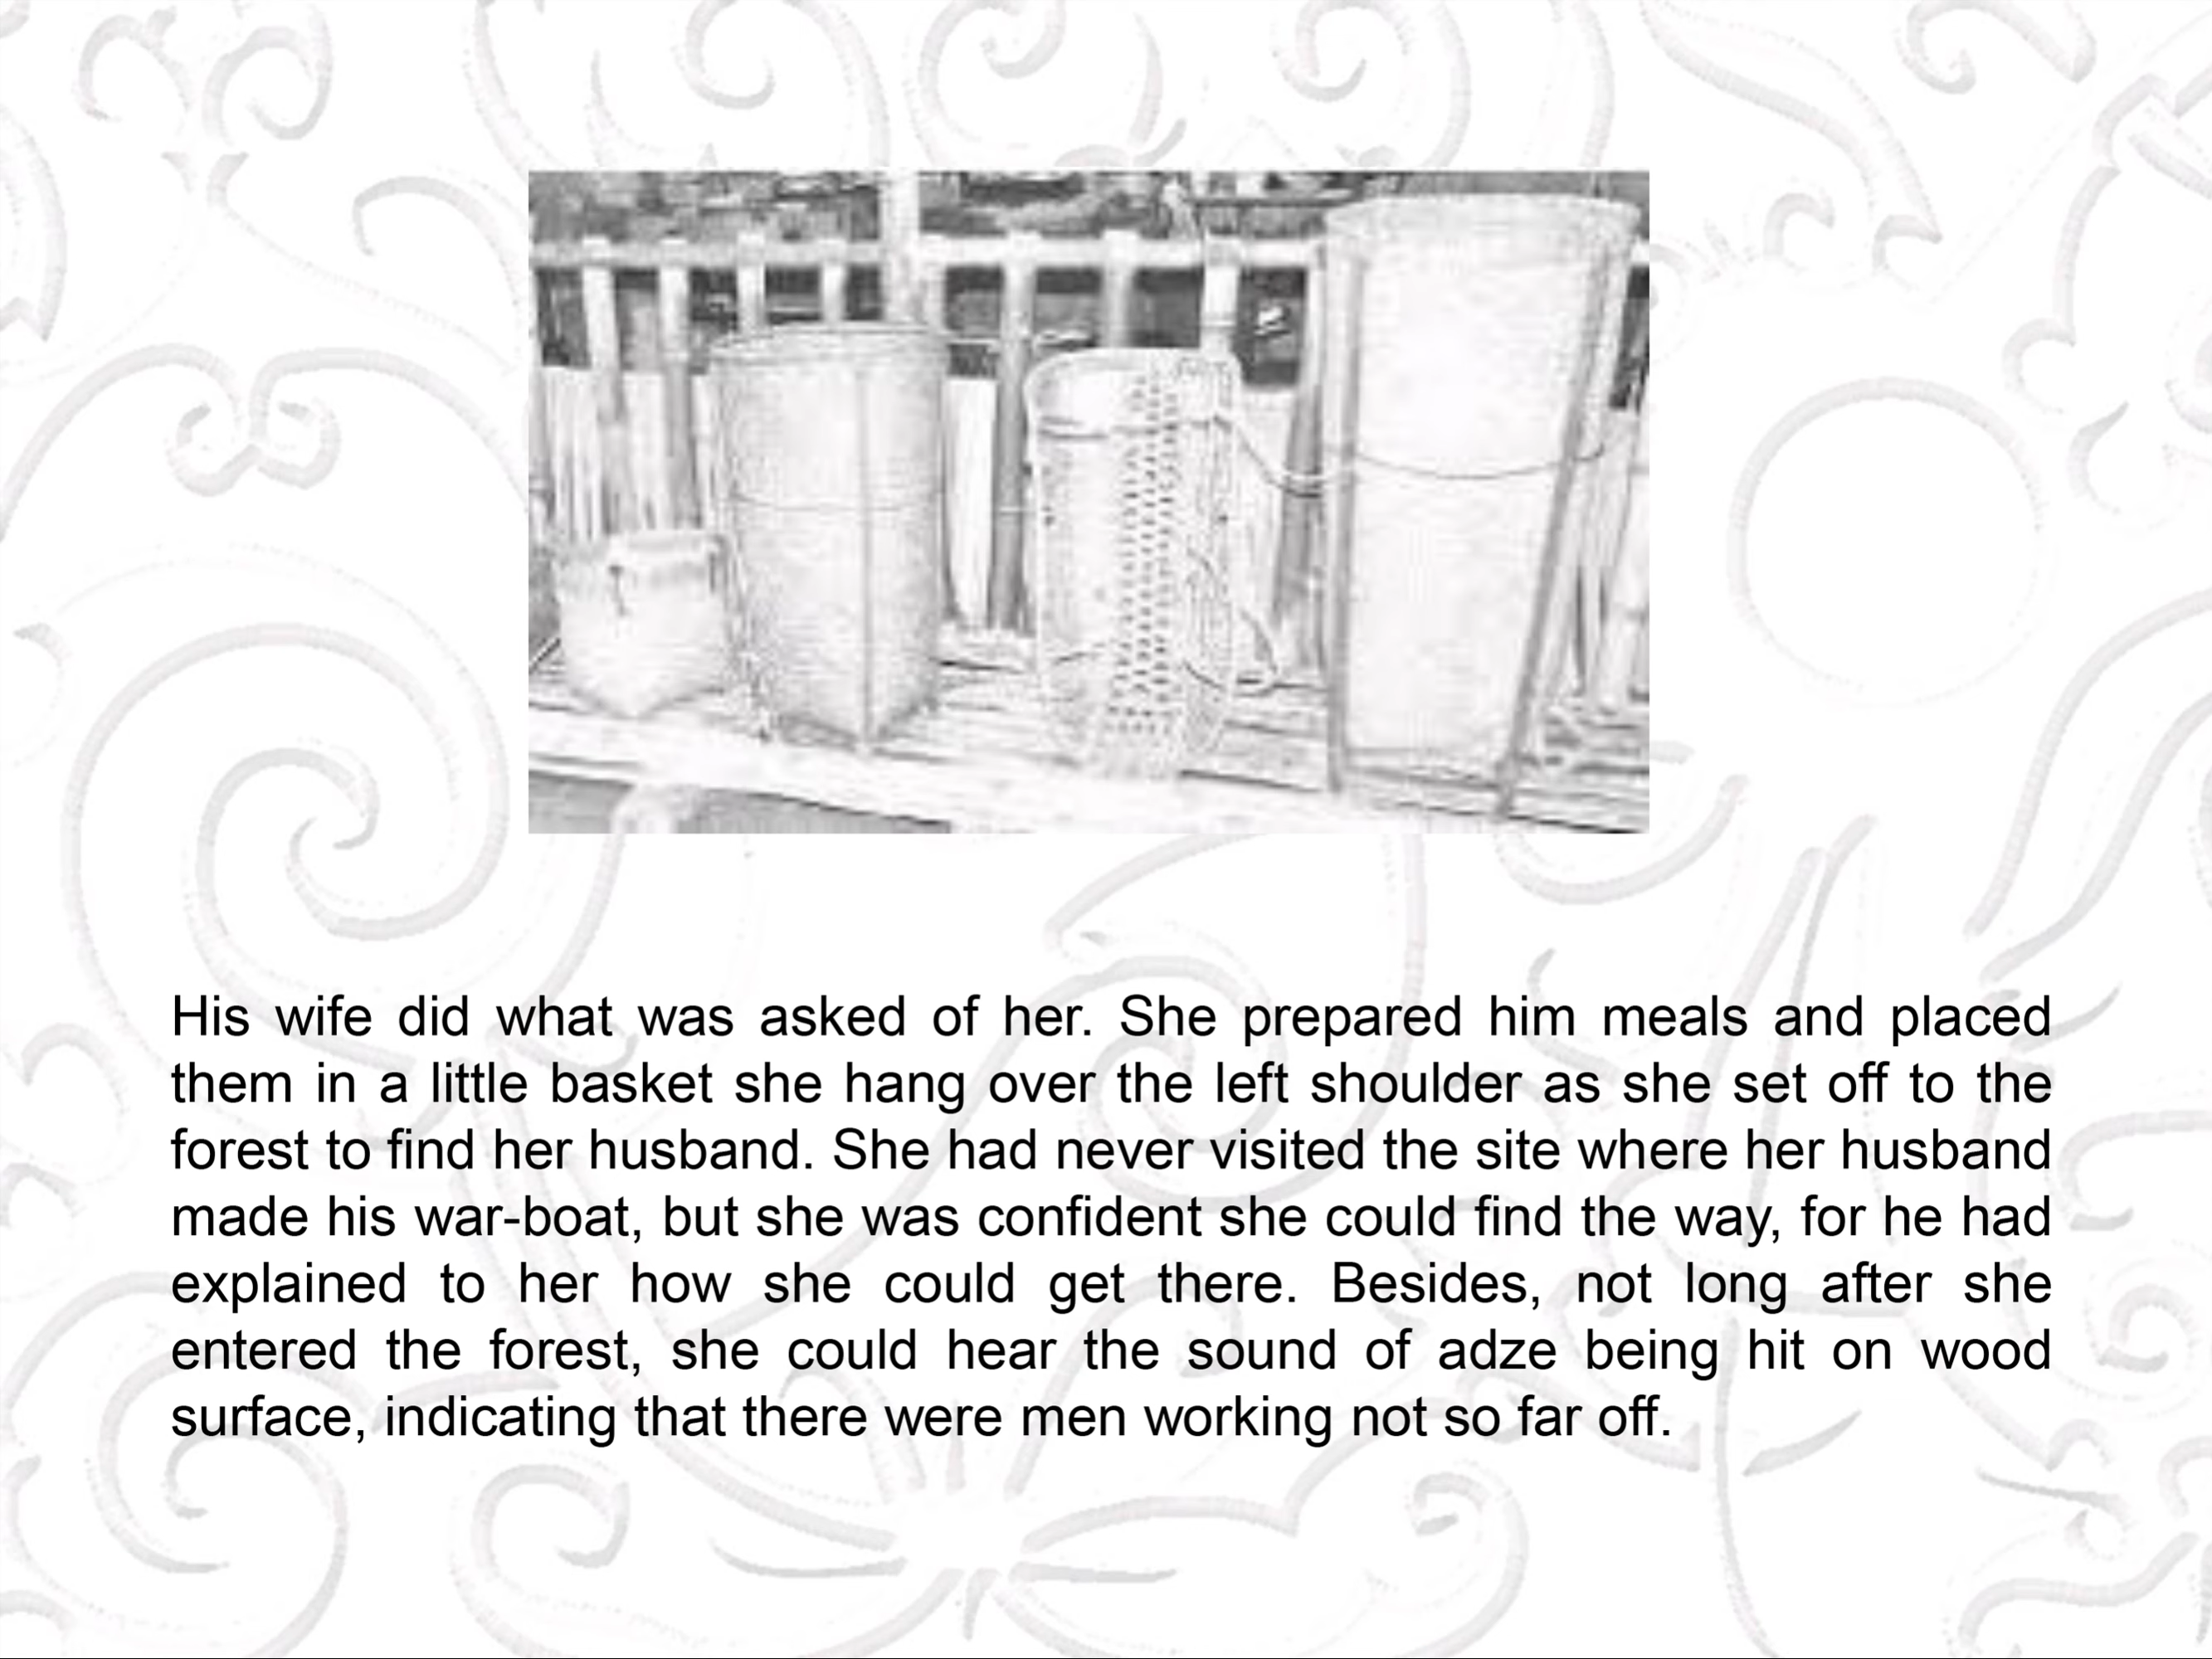 His wife did what was asked of her. She prepared him meals and placed
them in a little basket she hang over the left shoulder as she set off to the
forest to find her husband. She had never visited the site where her husband
made his war-boat, but she was confident she could find the way, for he had
explained to her how she could get there. Besides, not long after she
entered the forest, she could hear the sound of adze being hit on wood
surface, indicating that there were men working not so far off.